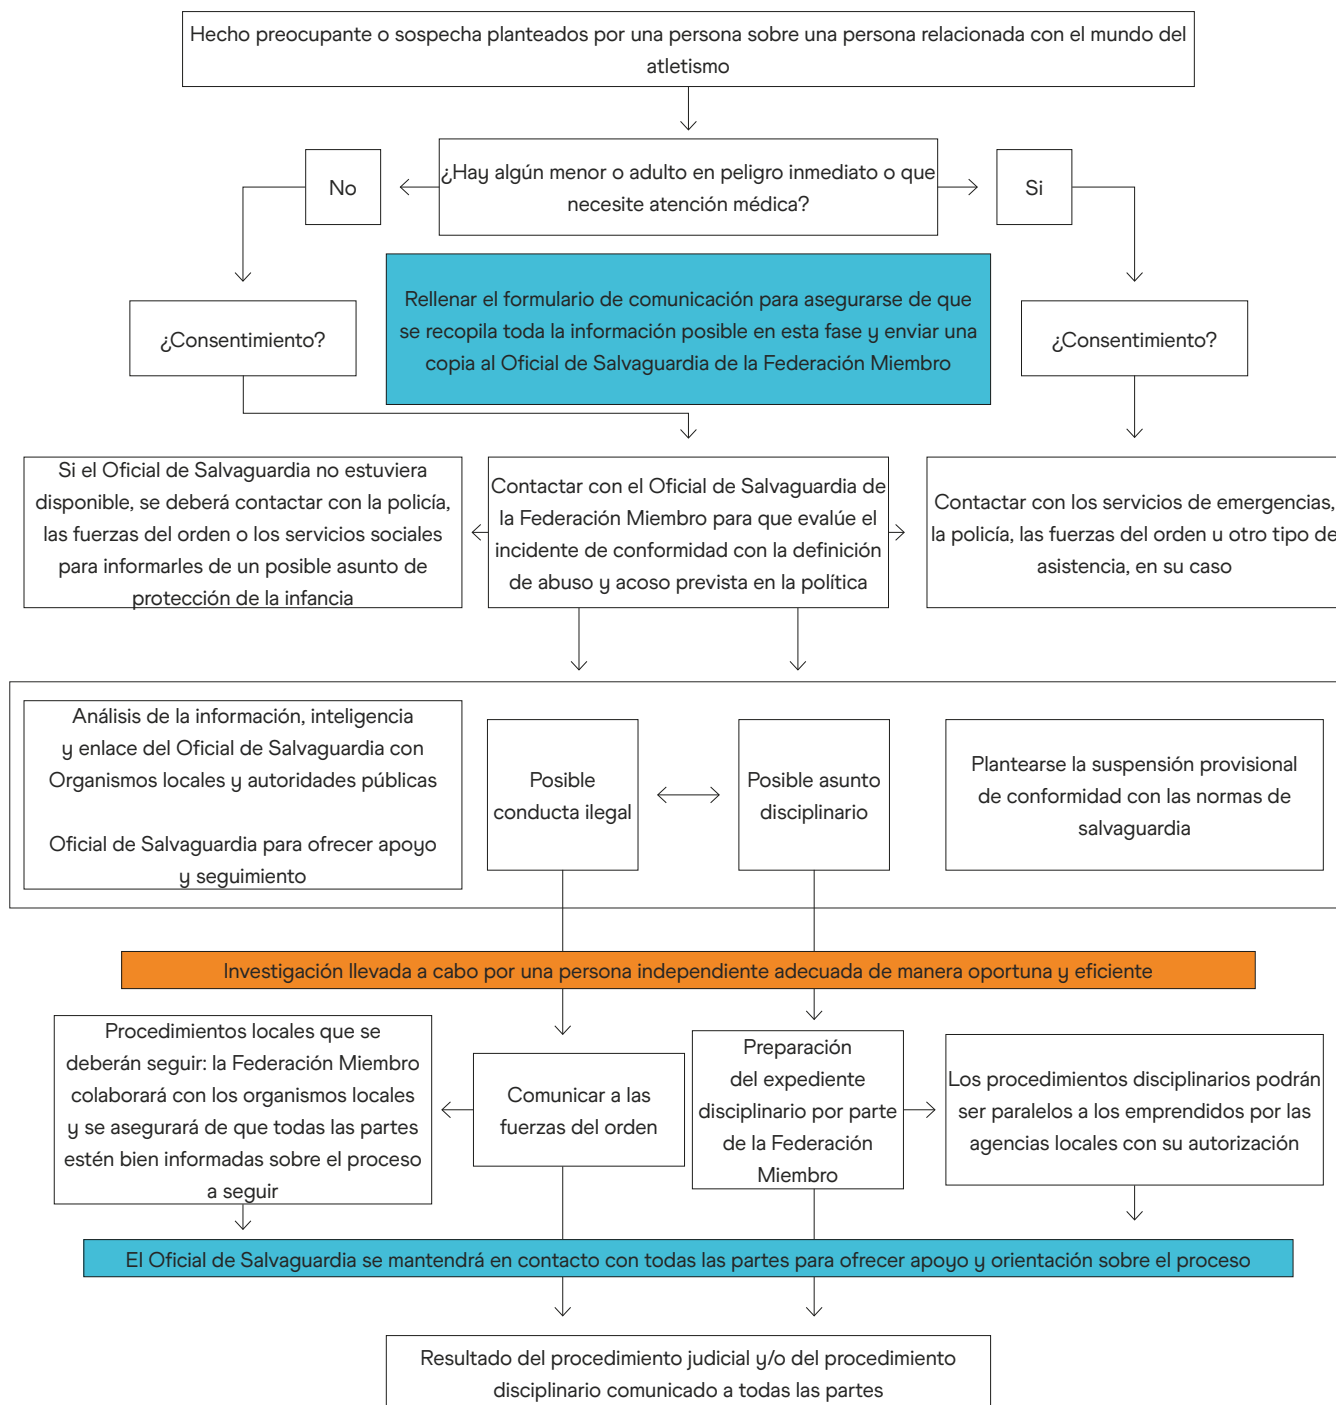 Hecho preocupante o sospecha planteados por una persona sobre una persona relacionada con el mundo del
atletismo
No
¿Hay algún menor o adulto en peligro inmediato o que
necesite atención médica?
Si
¿Consentimiento?
Rellenar el formulario de comunicación para asegurarse de que
se recopila toda la información posible en esta fase y enviar una
copia al Oficial de Salvaguardia de la Federación Miembro
¿Consentimiento?
Si el Oficial de Salvaguardia no estuviera
disponible, se deberá contactar con la policía,
las fuerzas del orden o los servicios sociales
para informarles de un posible asunto de
protección de la infancia
Contactar con el Oficial de Salvaguardia de
la Federación Miembro para que evalúe el
incidente de conformidad con la definición
de abuso y acoso prevista en la política
Contactar con los servicios de emergencias,
la policía, las fuerzas del orden u otro tipo de
asistencia, en su caso
Análisis de la información, inteligencia
y enlace del Oficial de Salvaguardia con
Organismos locales y autoridades públicas
Oficial de Salvaguardia para ofrecer apoyo
y seguimiento
Posible
conducta ilegal
Posible asunto
disciplinario
Plantearse la suspensión provisional
de conformidad con las normas de
salvaguardia
Investigación llevada a cabo por una persona independiente adecuada de manera oportuna y eficiente
Procedimientos locales que se
deberán seguir: la Federación Miembro
colaborará con los organismos locales
y se asegurará de que todas las partes
estén bien informadas sobre el proceso
a seguir
Comunicar a las
fuerzas del orden
Preparación
del expediente
disciplinario por parte
de la Federación
Miembro
Los procedimientos disciplinarios podrán
ser paralelos a los emprendidos por las
agencias locales con su autorización
El Oficial de Salvaguardia se mantendrá en contacto con todas las partes para ofrecer apoyo y orientación sobre el proceso
Resultado del procedimiento judicial y/o del procedimiento
disciplinario comunicado a todas las partes